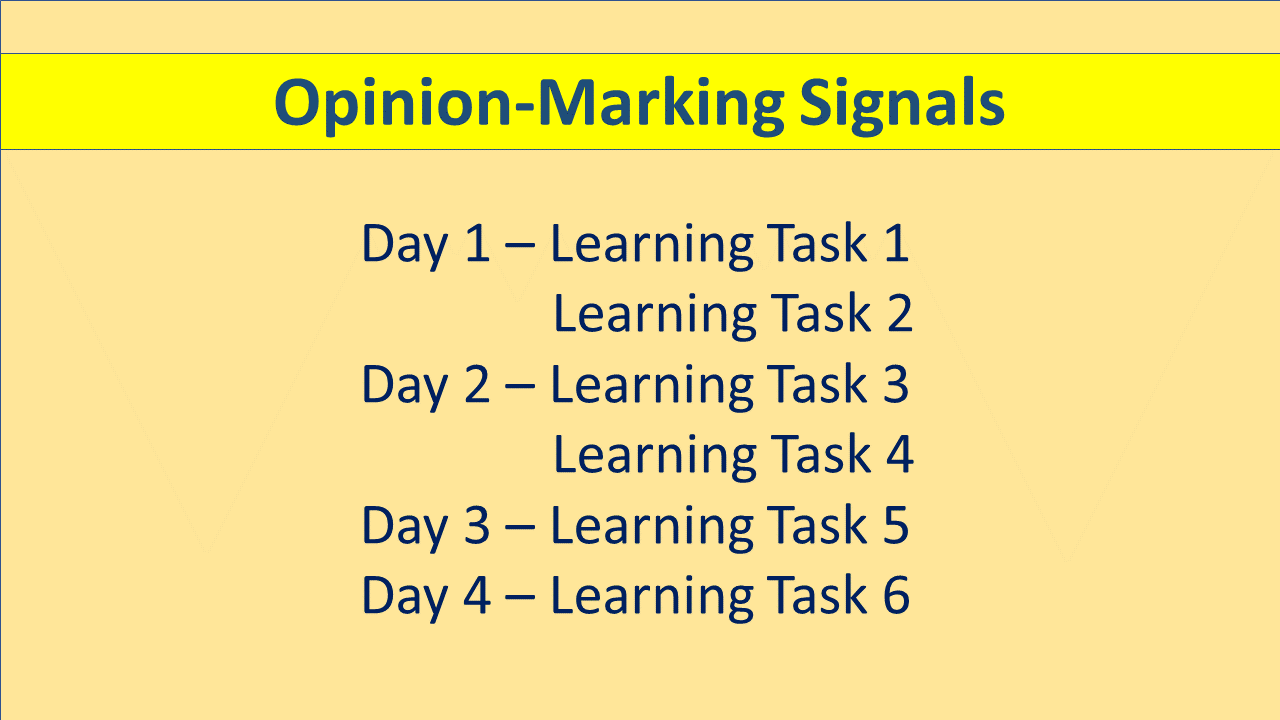 Opinion-Marking Signals
Day 1 – Learning Task 1
Learning Task 2
Day 2 – Learning Task 3
Learning Task 4
Day 3 – Learning Task 5
Day 4 – Learning Task 6